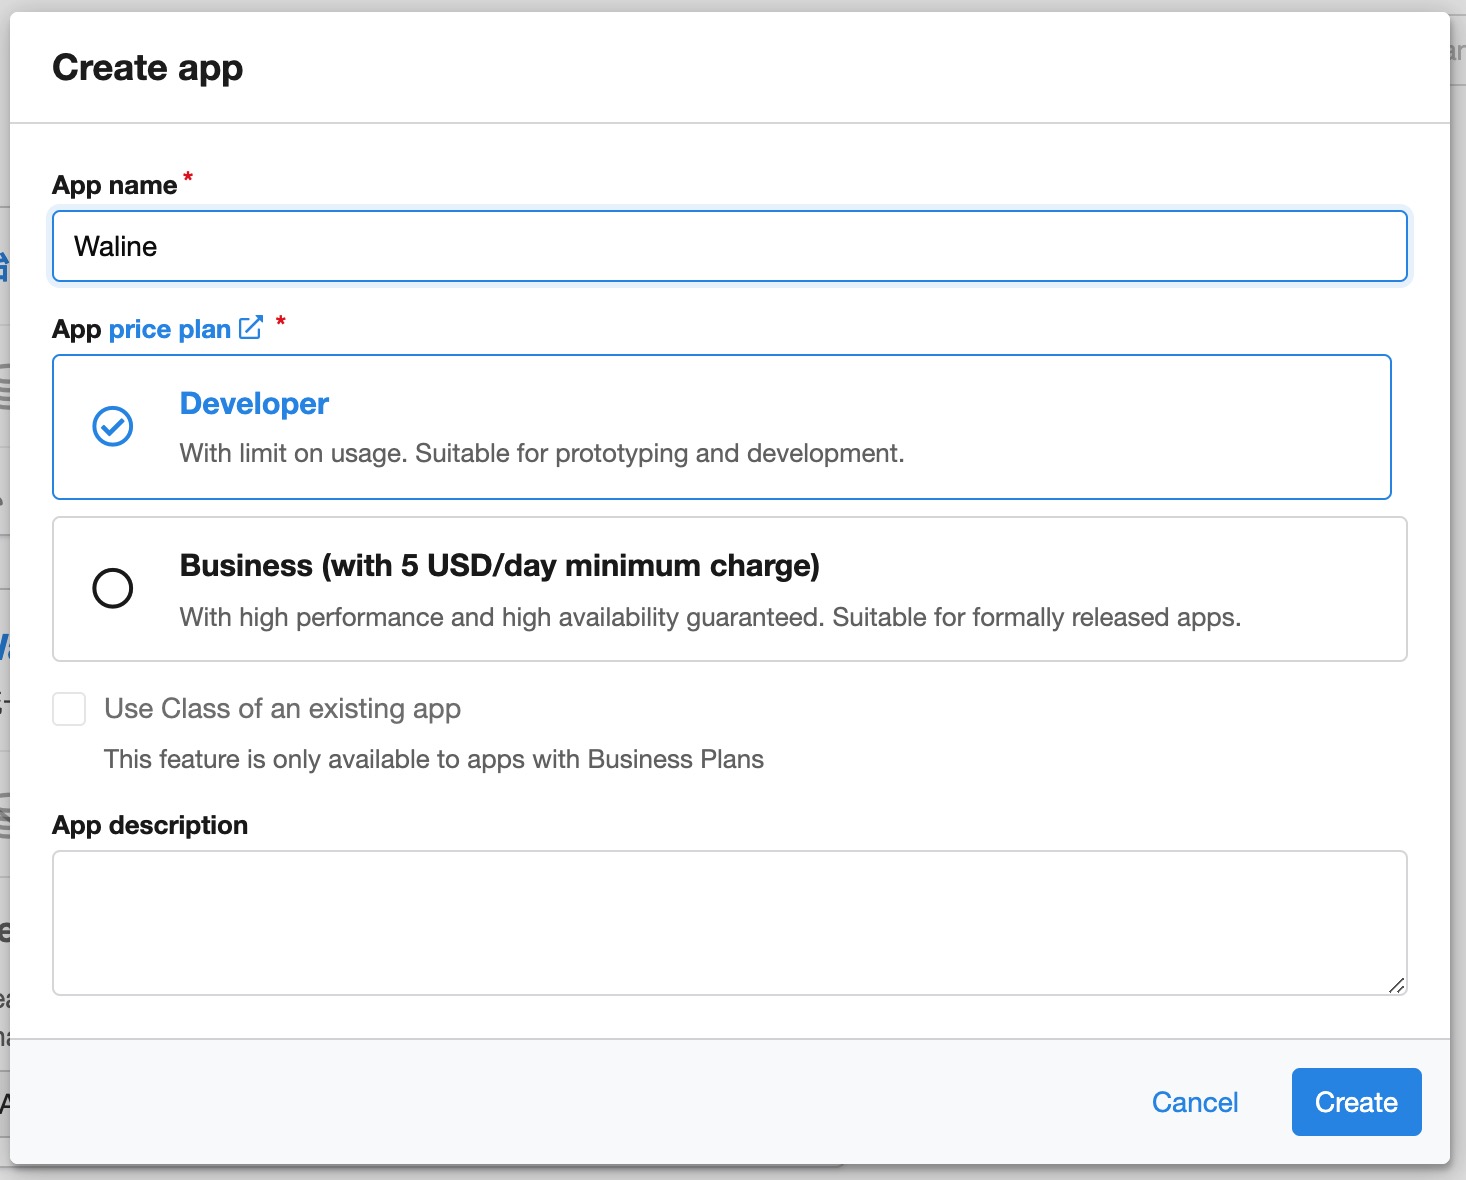 Create app
App name *
Waline
App price plan *
Developer
With limit on usage. Suitable for prototyping and development.
Business (with 5 USD/day minimum charge)
With high performance and high availability guaranteed. Suitable for formally released apps.
Use Class of an existing app
This feature is only available to apps with Business Plans
App description
Cancel
Create